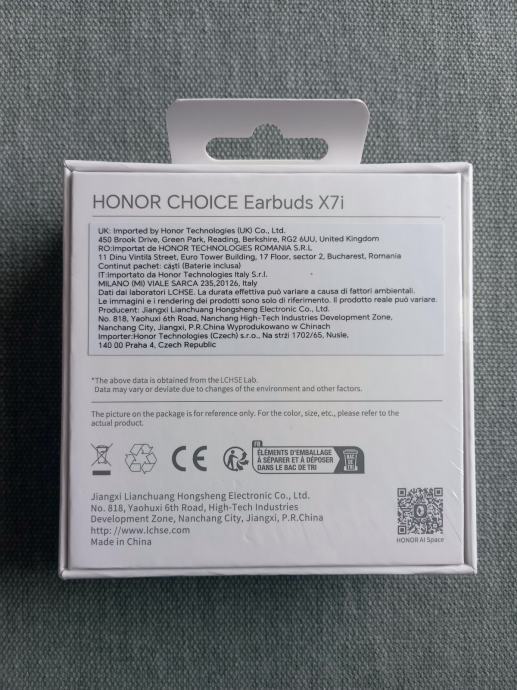 HONOR CHOICE Earbuds X7i
UK: Imported by Honor Technologies (UK) Co., Ltd.
450 Brook Drive, Green Park, Reading, Berkshire, RG2 6UU, United Kingdom
RO:Importat de HONOR TECHNOLOGIES ROMANIA S.R.L
11 Dinu Vintilă Street, Euro Tower Building, 17 Floor, sector 2, Bucharest, Romania
Continut pachet: căști (Baterie inclusa)
IT:Importato da Honor Technologies Italy S.r.l.
MILANO (MI) VIALE SARCA 235,20126, Italy
Dati dai laboratori LCHSE. La durata effettiva può variare a causa di fattori ambientali.
Le immagini e i rendering dei prodotti sono solo di riferimento. Il prodotto reale può variare.
Producent: Jiangxi Lianchuang Hongsheng Electronic Co., Ltd.
No. 818, Yaohuxi 6th Road, Nanchang High-Tech Industries Development Zone,
Nanchang City, Jiangxi, P.R.China Wyprodukowano w Chinach
Importer:Honor Technologies (Czech) s.r.o., Na strži 1702/65, Nusle,
140 00 Praha 4, Czech Republic
*The above data is obtained from the LCHSE Lab.
Data may vary or deviate due to changes of the environment and other factors.
The picture on the package is for reference only. For the color, size, etc., please refer to the
actual product.
CE
FR
ÉLÉMENTS D'EMBALLAGE
À SÉPARER ET À DÉPOSER
DANS LE BAC DE TRI
BAC DE TRI
Jiangxi Lianchuang Hongsheng Electronic Co., Ltd.
No. 818, Yaohuxi 6th Road, High-Tech Industries
Development Zone, Nanchang City, Jiangxi, P.R.China
http://www.lchse.com
Made in China
HONOR AI Space